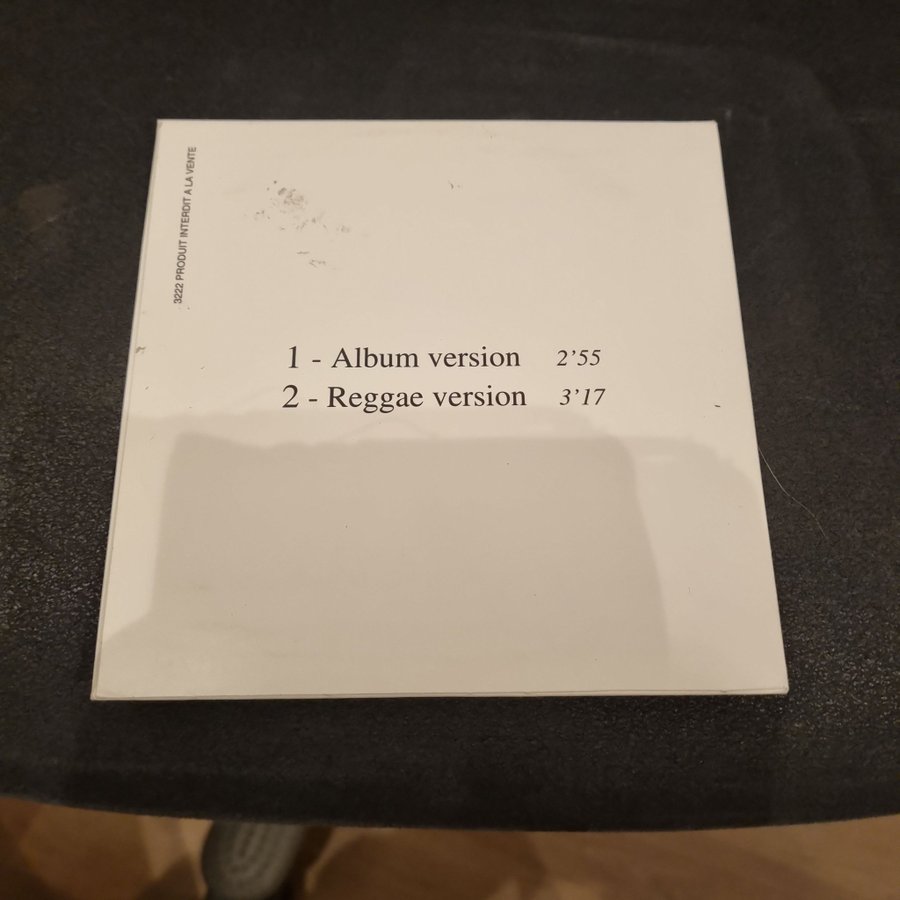 3222 PRODUIT INTERDIT A LA VENTE
1 - Album version 2'55
2 - Reggae version 3'17